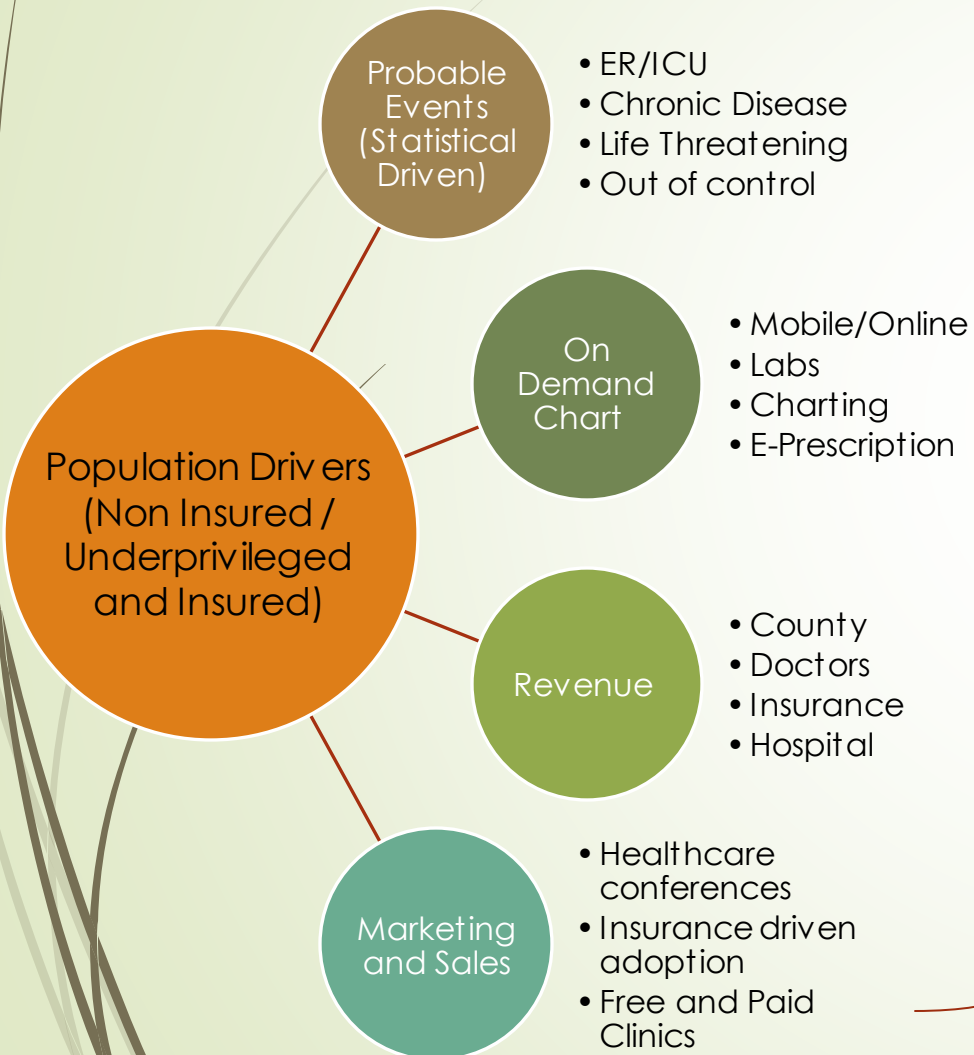 Probable
Events
(Statistical
Driven)
• ER/ICU
• Chronic Disease
• Life Threatening
• Out of control
On
Demand
Chart
• Mobile/Online
• Labs
• Charting
• E-Prescription
Population Drivers
(Non Insured /
Underprivileged
and Insured)
Revenue
• County
• Doctors
• Insurance
• Hospital
Marketing
and Sales
• Healthcare
conferences
• Insurance driven
adoption
• Free and Paid
Clinics